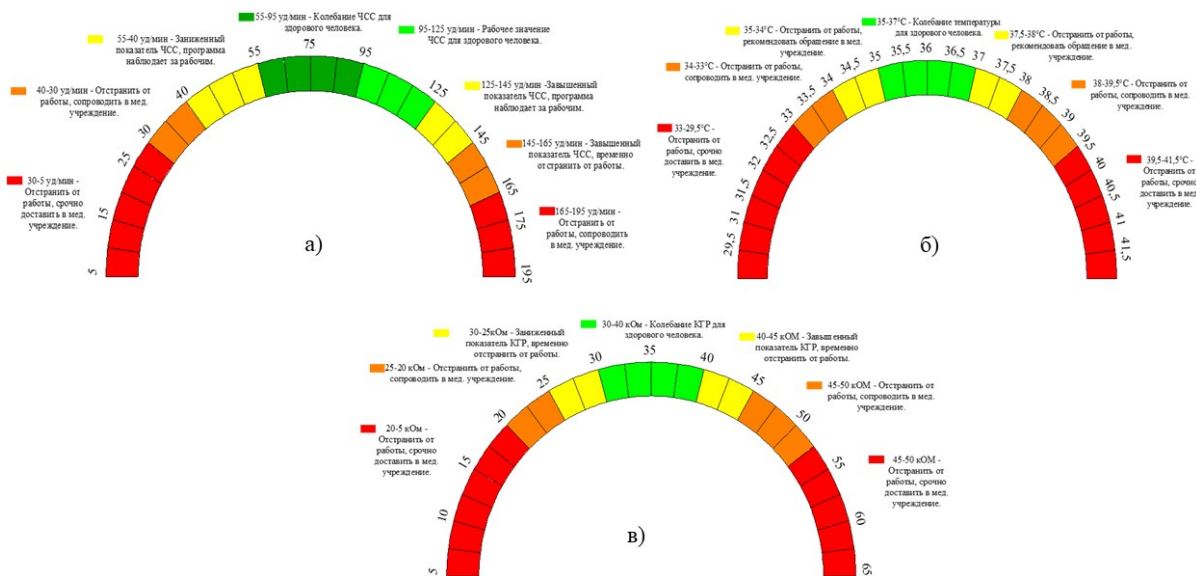 55-95 уд/мин - Колебание ЧСС для
здорового человека.
55-40 уд/мин - Заниженный
показатель ЧСС, программа
наблюдает за рабочим.
95-125 уд/мин - Рабочее значение
ЧСС для здорового человека.
40-30 уд/мин - Отстранить от
работы, сопроводить в мед.
учреждение.
125-145 уд/мин -Завышенный
показатель ЧСС, программа
наблюдает за рабочим.
145-165 уд/мин - Завышенный
показатель ЧСС, временно
отстранить от работы.
30-5 уд/мин -
Отстранить от
работы, срочно
доставить в мед.
учреждение.
165-195 уд/мин -
Отстранить от
работы, сопроводить
в мед. учреждение.
5
15
25
30
40
55
75
95
125
145
165
175
195
а)
35-37°С - Колебание температуры
для здорового человека.
35-34°С - Отстранить от работы,
рекомендовать обращение в мед.
учреждение.
37,5-38°С - Отстранить от работы,
рекомендовать обращение в мед.
учреждение.
34-33°С - Отстранить от работы,
сопроводить в мед. учреждение.
38-39,5°С - Отстранить от
работы, сопроводить в мед.
учреждение.
33-29,5°С -
Отстранить от
работы, срочно
доставить в мед.
учреждение.
39,5-41,5°С -
Отстранить от
работы, срочно
доставить в мед.
учреждение.
29,5
31
31,5
32
32,5
33
33,5
34
34,5
35
35,5
36
36,5
37
37,5
38
38,5
39
39,5
40
40,5
41
41,5
б)
30-40 кОм - Колебание КГР для
здорового человека.
30-25кОм - Заниженный
показатель КГР, временно
отстранить от работы.
40-45 кОМ - Завышенный
показатель КГР, временно
отстранить от работы.
25-20 кОм - Отстранить от работы,
сопроводить в мед. учреждение.
45-50 кОМ - Отстранить от
работы, сопроводить в мед.
учреждение.
20-5 кОм -
Отстранить от
работы, срочно
доставить в мед.
учреждение.
45-50 кОМ -
Отстранить от
работы, срочно
доставить в мед.
учреждение.
5
10
15
20
25
30
35
40
45
50
55
60
65
в)